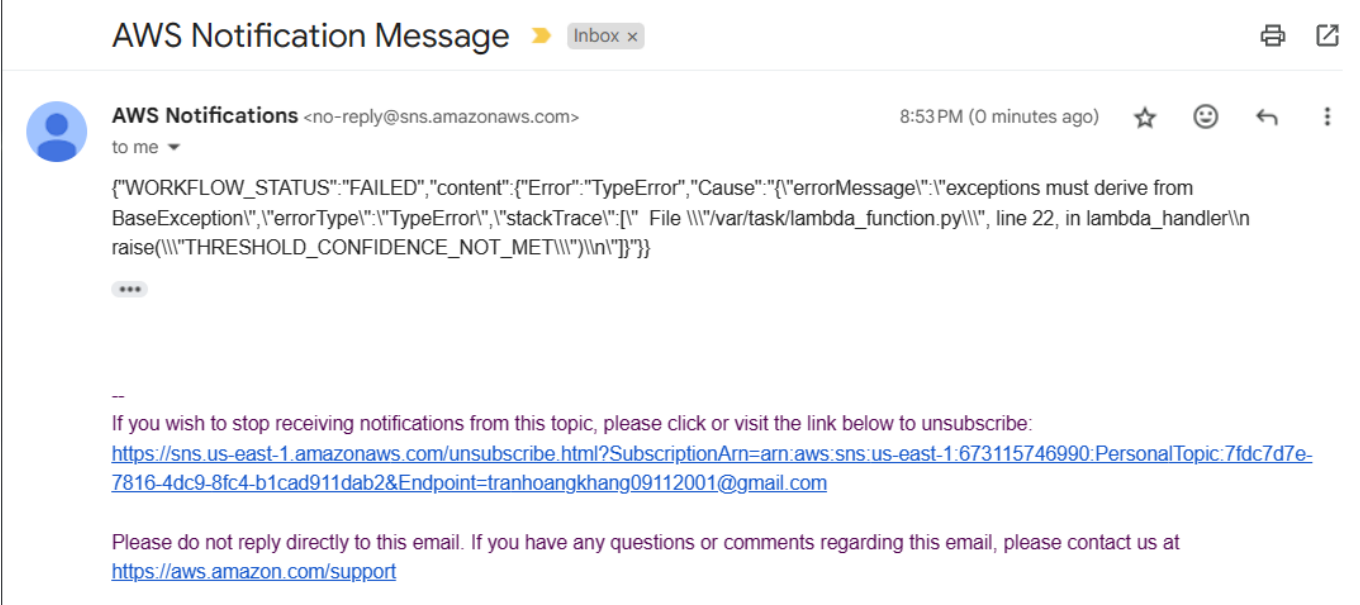 AWS Notification Message Inbox ×
AWS Notifications <no-reply@sns.amazonaws.com> 8:53 PM (0 minutes ago)
to me
{"WORKFLOW_STATUS":"FAILED","content":{"Error":"TypeError","Cause":"{\"errorMessage\":\"exceptions must derive from
BaseException\",\"errorType\":\"TypeError\",\"stackTrace\":[\"  File \\\"/var/task/lambda_function.py\\\", line 22, in lambda_handler\\n
raise(\\\"THRESHOLD_CONFIDENCE_NOT_MET\\\")\\n\"]}"}}
--
If you wish to stop receiving notifications from this topic, please click or visit the link below to unsubscribe:
https://sns.us-east-1.amazonaws.com/unsubscribe.html?SubscriptionArn=arn:aws:sns:us-east-1:673115746990:PersonalTopic:7fdc7d7e-
7816-4dc9-8fc4-b1cad911dab2&Endpoint=tranhoangkhang09112001@gmail.com
Please do not reply directly to this email. If you have any questions or comments regarding this email, please contact us at
https://aws.amazon.com/support